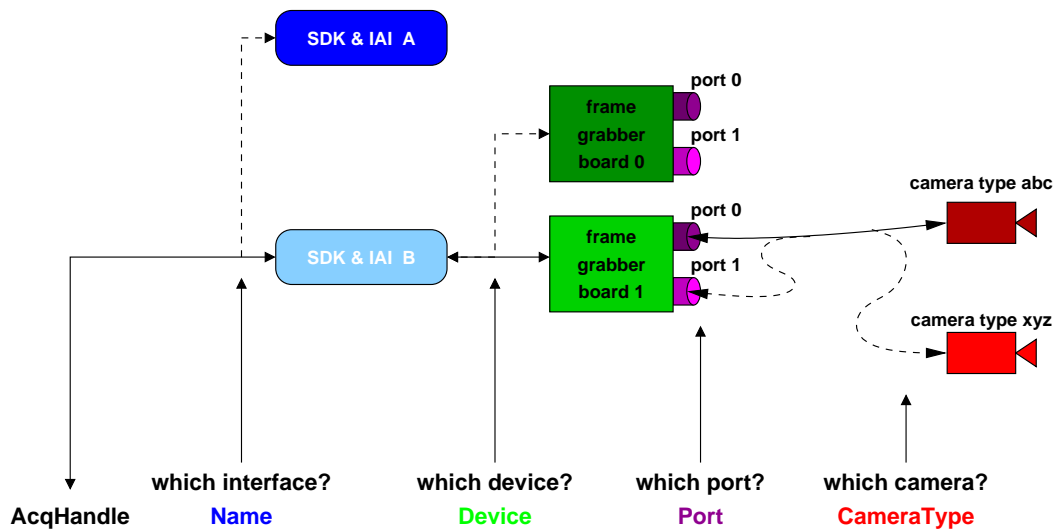 SDK & IAI A
port 0
frame
grabber
board 0
port 1
camera type abc
port 0
SDK & IAI B
frame
grabber
board 1
port 1
camera type xyz
which interface?
which device?
which port?
which camera?
AcqHandle
Name
Device
Port
CameraType